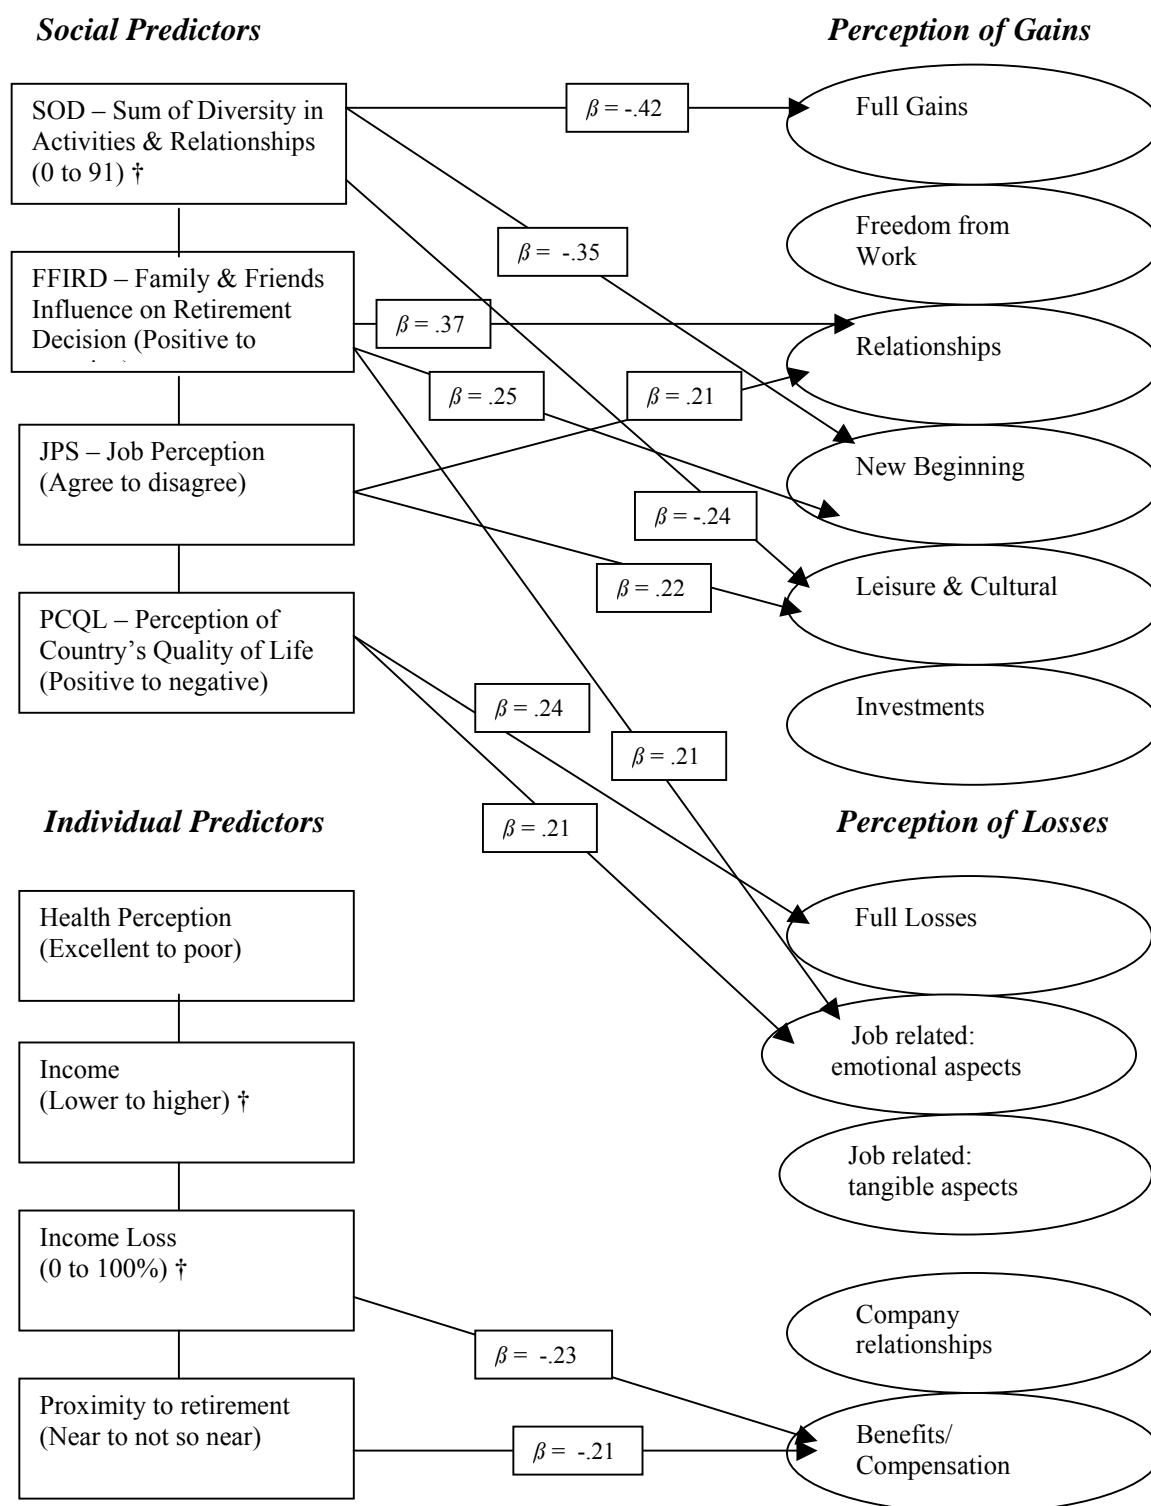 Social Predictors
Perception of Gains
SOD – Sum of Diversity in
Activities & Relationships
(0 to 91) †
β = -.42
Full Gains
Freedom from
Work
β = -.35
FFIRD – Family & Friends
Influence on Retirement
Decision (Positive to
β = .37
Relationships
β = .25
β = .21
JPS – Job Perception
(Agree to disagree)
New Beginning
β = -.24
β = .22
Leisure & Cultural
PCQL – Perception of
Country’s Quality of Life
(Positive to negative)
β = .24
Investments
β = .21
β = .21
Individual Predictors
Perception of Losses
Health Perception
(Excellent to poor)
Full Losses
Income
(Lower to higher) †
Job related:
emotional aspects
Job related:
tangible aspects
Income Loss
(0 to 100%) †
Company
relationships
β = -.23
Proximity to retirement
(Near to not so near)
β = -.21
Benefits/
Compensation